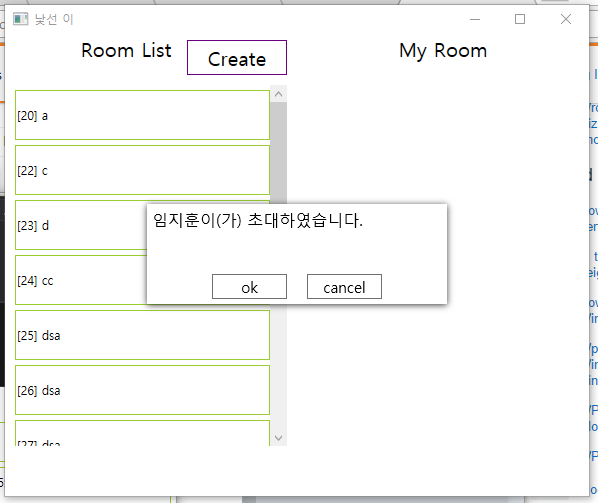 낯선 이
Room List
Create
My Room
[20] a
[22] c
[23] d
임지훈이(가) 초대하였습니다.
[24] cc
ok
cancel
[25] dsa
[26] dsa
[27] dsa